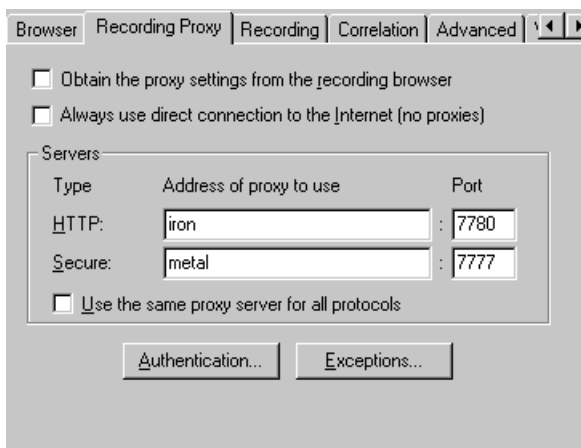 Browser Recording Proxy Recording Correlation Advanced
Obtain the proxy settings from the recording browser
Always use direct connection to the Internet (no proxies)
Servers
Type Address of proxy to use Port
HTTP: iron : 7780
Secure: metal : 7777
Use the same proxy server for all protocols
Authentication... Exceptions...